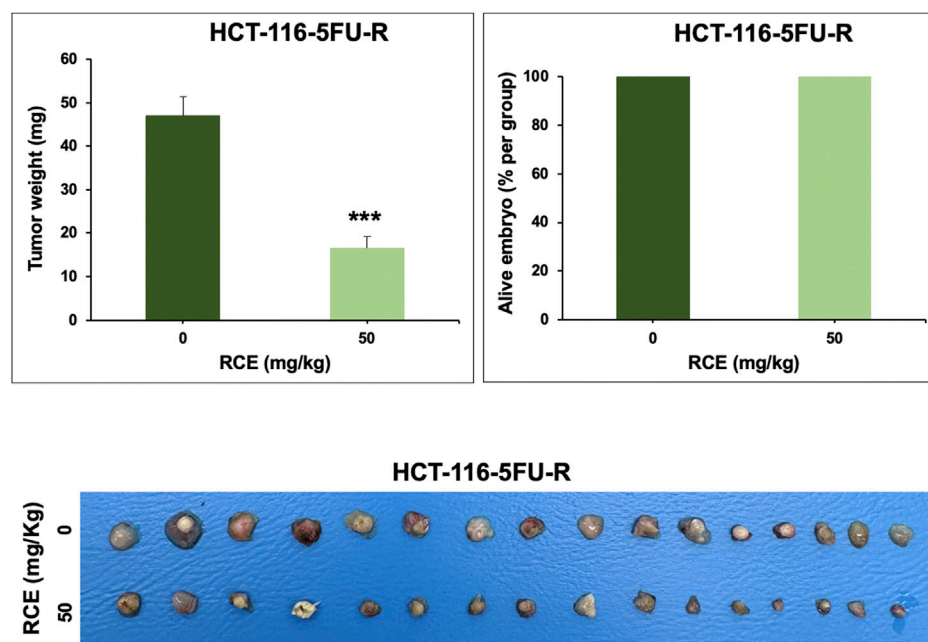 HCT-116-5FU-R
Tumor weight (mg)
60
50
40
30
20
10
0
***
0
50
RCE (mg/kg)
HCT-116-5FU-R
Alive embryo (% per group)
100
80
60
40
20
0
0
50
RCE (mg/kg)
HCT-116-5FU-R
RCE (mg/Kg)
0
50